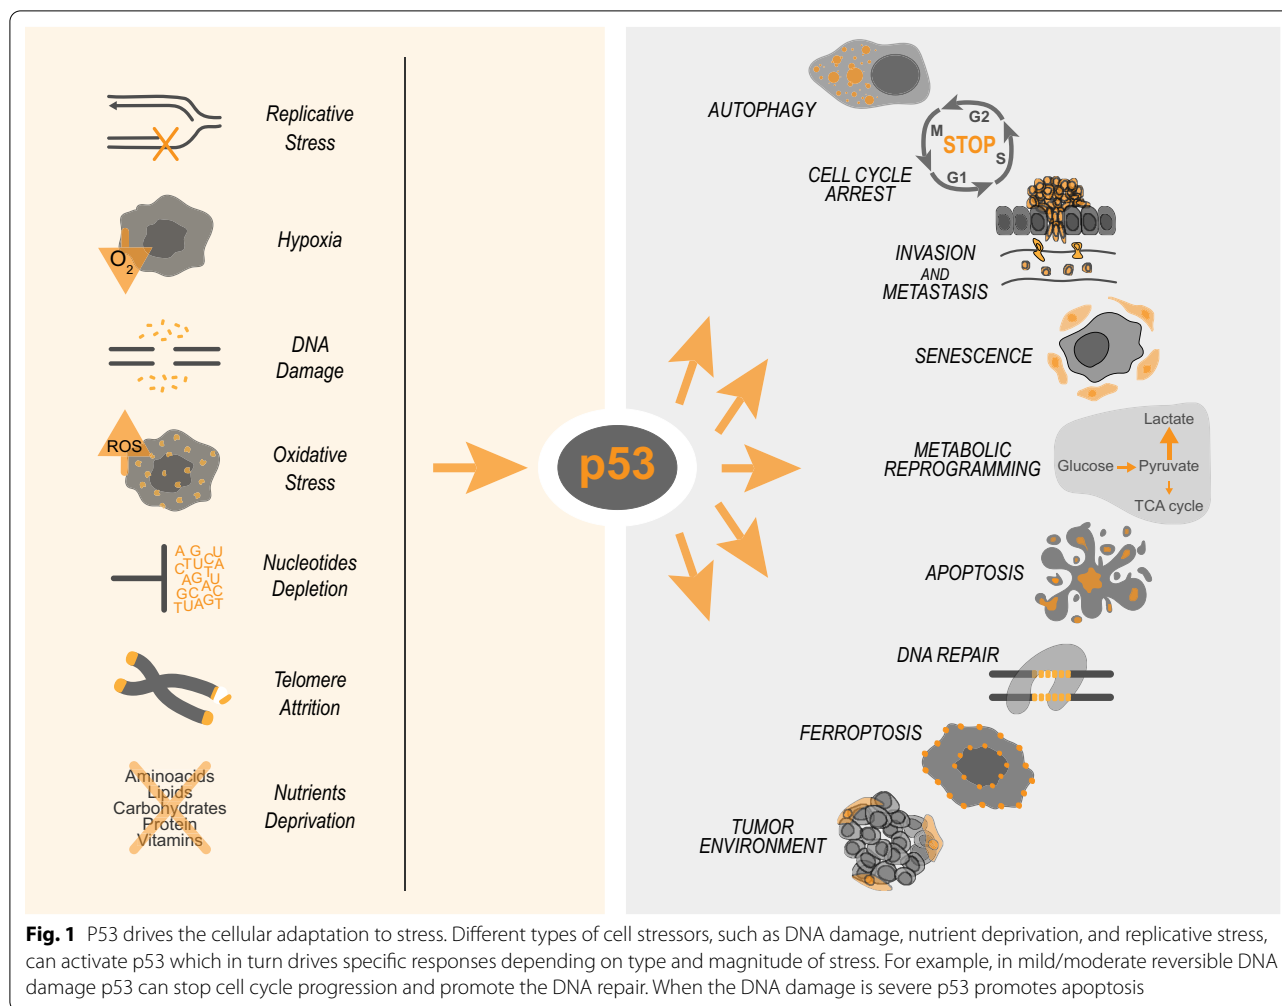 Replicative
Stress
O2
Hypoxia
DNA
Damage
ROS
Oxidative
Stress
A G U
C T U C A
A G T U
G C A C
T U A G T
Nucleotides
Depletion
Telomere
Attrition
Aminoacids
Lipids
Carbohydrates
Protein
Vitamins
Nutrients
Deprivation
p53
AUTOPHAGY
G2
M
STOP
S
G1
CELL CYCLE
ARREST
INVASION
AND
METASTASIS
SENESCENCE
METABOLIC
REPROGRAMMING
Lactate
Glucose
Pyruvate
TCA cycle
APOPTOSIS
DNA REPAIR
FERROPTOSIS
TUMOR
ENVIRONMENT
Fig. 1 P53 drives the cellular adaptation to stress. Different types of cell stressors, such as DNA damage, nutrient deprivation, and replicative stress,
can activate p53 which in turn drives specific responses depending on type and magnitude of stress. For example, in mild/moderate reversible DNA
damage p53 can stop cell cycle progression and promote the DNA repair. When the DNA damage is severe p53 promotes apoptosis